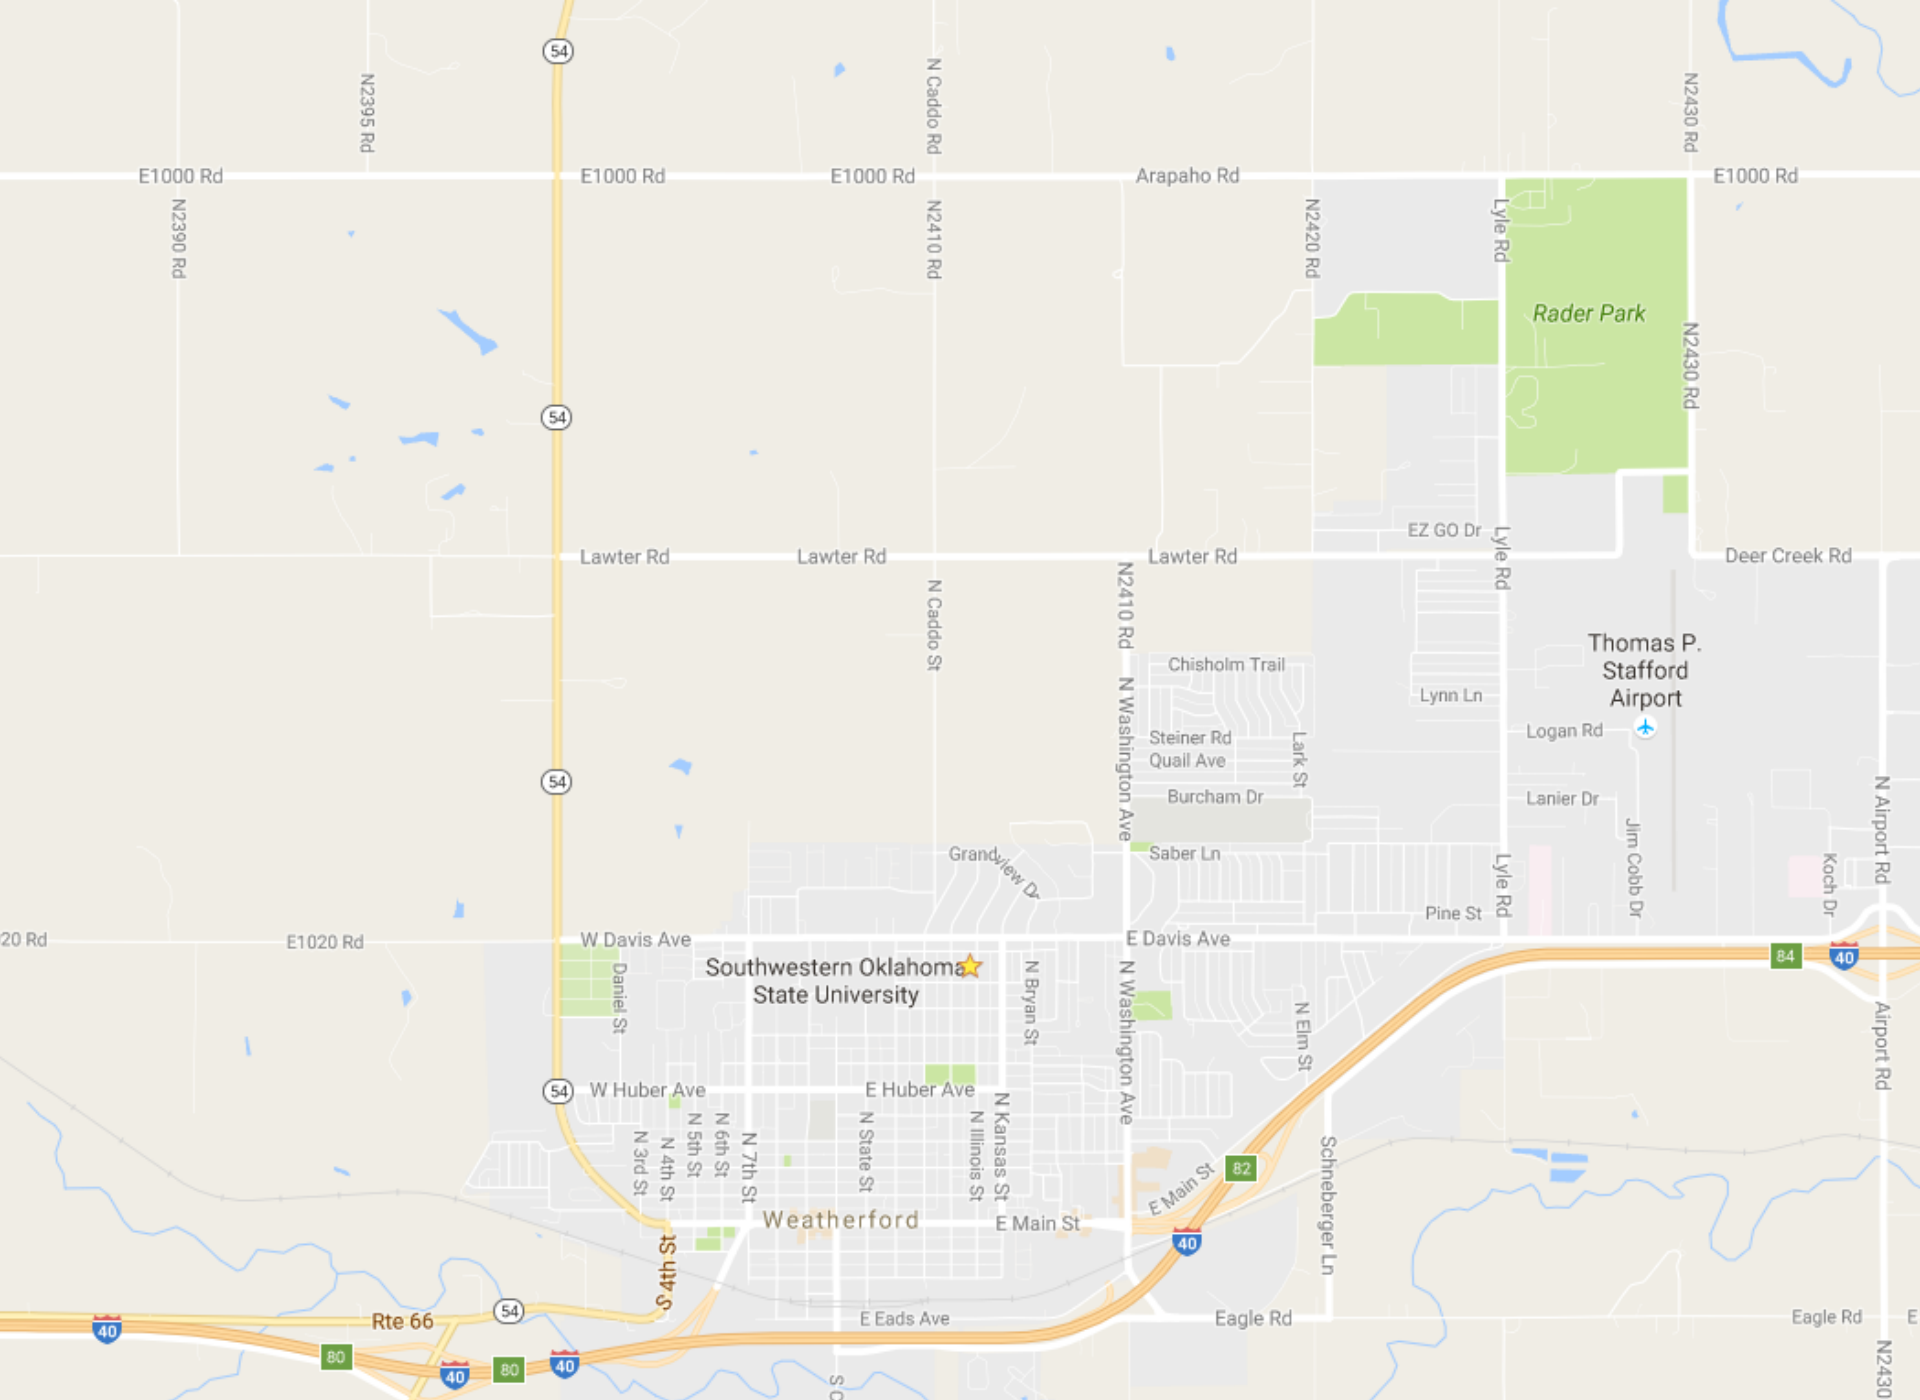 54
N2395 Rd
N Caddo Rd
N2430 Rd
E1000 Rd
E1000 Rd
E1000 Rd
Arapaho Rd
E1000 Rd
N2390 Rd
N2410 Rd
N2420 Rd
Lyle Rd
Rader Park
N2430 Rd
54
EZ GO Dr
Lawter Rd
Lawter Rd
Lawter Rd
Lyle Rd
Deer Creek Rd
N Caddo St
N2410 Rd
Thomas P.
Stafford
Airport
Chisholm Trail
Lynn Ln
N Washington Ave
Steiner Rd
Quail Ave
Lark St
Logan Rd
54
Burcham Dr
Lanier Dr
N Airport Rd
Jim Cobb Dr
Grandview Dr
Saber Ln
Lyle Rd
Koch Dr
Pine St
20 Rd
E1020 Rd
W Davis Ave
E Davis Ave
84
40
Southwestern Oklahoma
State University
Daniel St
N Bryan St
N Washington Ave
N Elm St
Airport Rd
54
W Huber Ave
E Huber Ave
N 3rd St
N 4th St
N 5th St
N 6th St
N 7th St
N State St
N Illinois St
N Kansas St
E Main St
82
Schneberger Ln
Weatherford
E Main St
40
S 4th St
54
Rte 66
40
E Eads Ave
Eagle Rd
Eagle Rd
E
80
40
80
40
S C
N2430